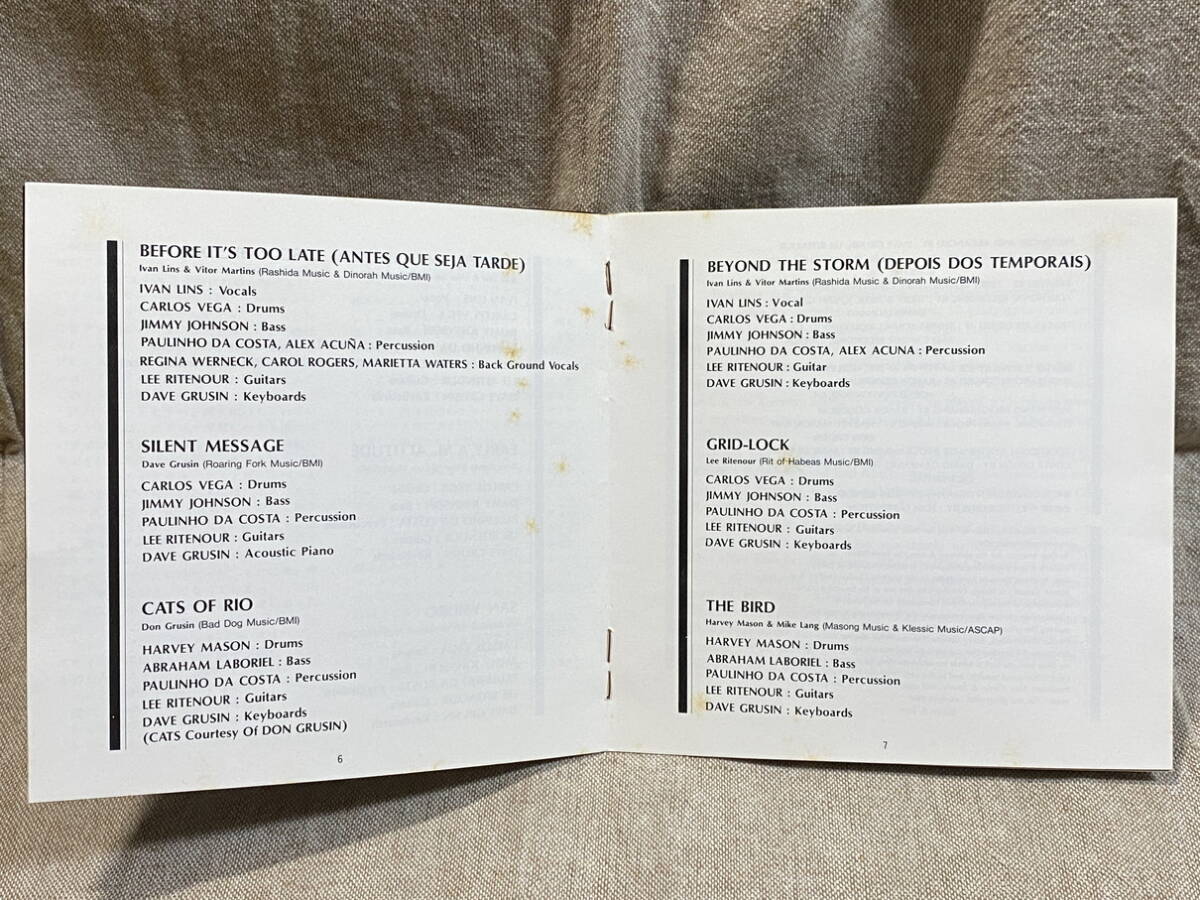 BEFORE IT'S TOO LATE (ANTES QUE SEJA TARDE)
Ivan Lins & Vitor Martins (Rashida Music & Dinorah Music/BMI)
IVAN LINS : Vocals
CARLOS VEGA : Drums
JIMMY JOHNSON : Bass
PAULINHO DA COSTA, ALEX ACUÑA : Percussion
REGINA WERNECK, CAROL ROGERS, MARIETTA WATERS : Back Ground Vocals
LEE RITENOUR : Guitars
DAVE GRUSIN : Keyboards
SILENT MESSAGE
Dave Grusin (Roaring Fork Music/BMI)
CARLOS VEGA : Drums
JIMMY JOHNSON : Bass
PAULINHO DA COSTA : Percussion
LEE RITENOUR : Guitars
DAVE GRUSIN : Acoustic Piano
CATS OF RIO
Don Grusin (Bad Dog Music/BMI)
HARVEY MASON : Drums
ABRAHAM LABORIEL : Bass
PAULINHO DA COSTA : Percussion
LEE RITENOUR : Guitars
DAVE GRUSIN : Keyboards
(CATS Courtesy Of DON GRUSIN)
6
BEYOND THE STORM (DEPOIS DOS TEMPORAIS)
Ivan Lins & Vitor Martins (Rashida Music & Dinorah Music/BMI)
IVAN LINS : Vocal
CARLOS VEGA : Drums
JIMMY JOHNSON : Bass
PAULINHO DA COSTA, ALEX ACUNA : Percussion
LEE RITENOUR : Guitar
DAVE GRUSIN : Keyboards
GRID-LOCK
Lee Ritenour (Rit of Habeas Music/BMI)
CARLOS VEGA : Drums
JIMMY JOHNSON : Bass
PAULINHO DA COSTA : Percussion
LEE RITENOUR : Guitars
DAVE GRUSIN : Keyboards
THE BIRD
Harvey Mason & Mike Lang (Masong Music & Klessic Music/ASCAP)
HARVEY MASON : Drums
ABRAHAM LABORIEL : Bass
PAULINHO DA COSTA : Percussion
LEE RITENOUR : Guitars
DAVE GRUSIN : Keyboards
7